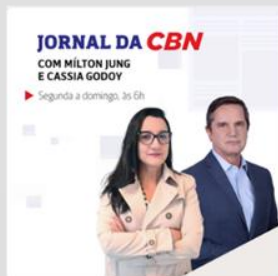 JORNAL DA CBN
COM MÍLTON JUNG
E CASSIA GODOY
Segunda a domingo, às 6h